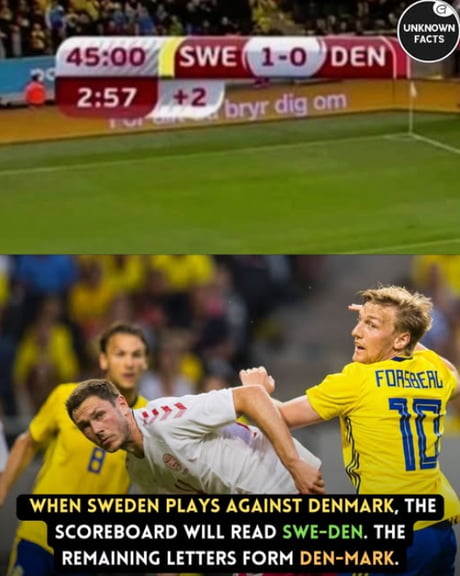 UNKNOWN
FACTS
45:00 SWE 1-0 DEN
2:57 +2
bryr dig om
FORSBERG
10
8
WHEN SWEDEN PLAYS AGAINST DENMARK, THE
SCOREBOARD WILL READ SWE-DEN. THE
REMAINING LETTERS FORM DEN-MARK.